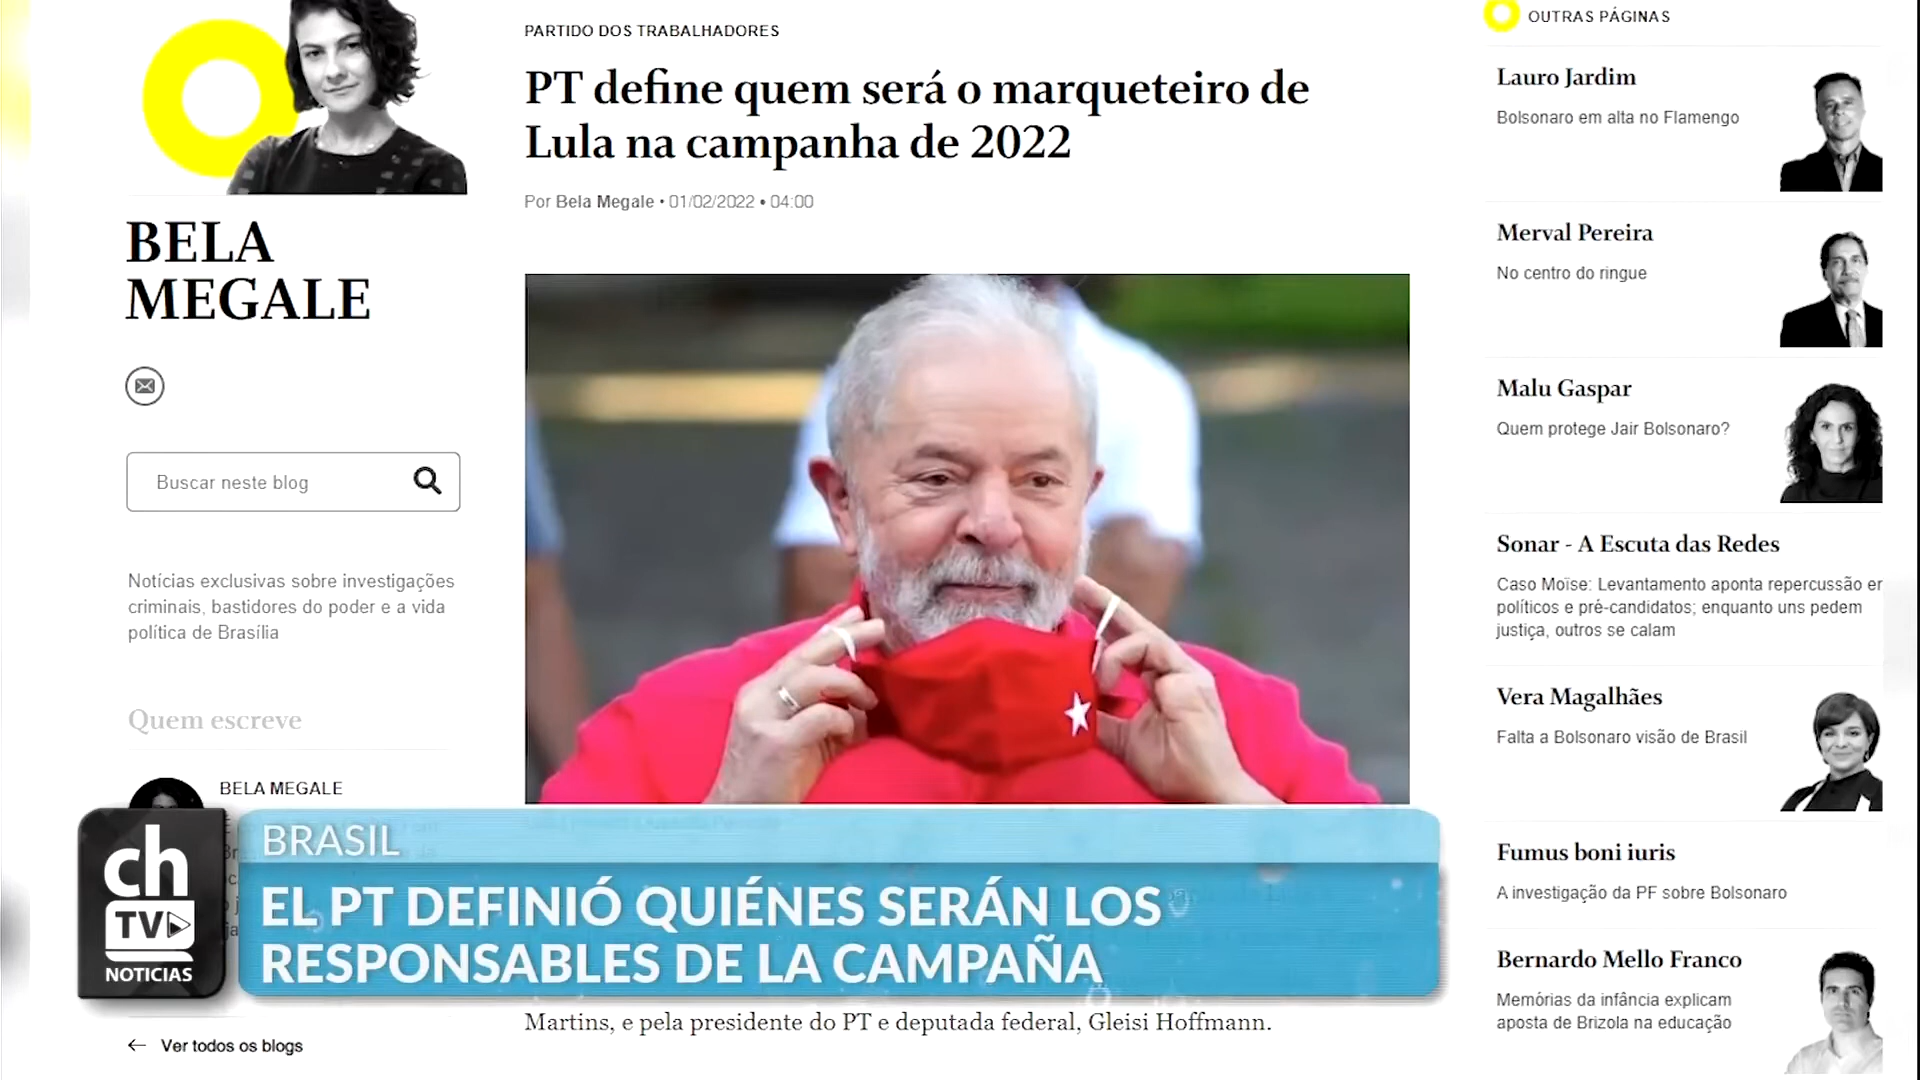 PARTIDO DOS TRABALHADORES
PT define quem será o marqueteiro de
Lula na campanha de 2022
Por Bela Megale • 01/02/2022 • 04:00
BELA
MEGALE
Buscar neste blog
Notícias exclusivas sobre investigações
criminais, bastidores do poder e a vida
política de Brasília
Quem escreve
BELA MEGALE
Martins, e pela presidente do PT e deputada federal, Gleisi Hoffmann.
← Ver todos os blogs
OUTRAS PÁGINAS
Lauro Jardim
Bolsonaro em alta no Flamengo
Merval Pereira
No centro do ringue
Malu Gaspar
Quem protege Jair Bolsonaro?
Sonar - A Escuta das Redes
Caso Moïse: Levantamento aponta repercussão er
políticos e pré-candidatos; enquanto uns pedem
justiça, outros se calam
Vera Magalhães
Falta a Bolsonaro visão de Brasil
Fumus boni iuris
A investigação da PF sobre Bolsonaro
Bernardo Mello Franco
Memórias da infância explicam
aposta de Brizola na educação
ch
TV
NOTICIAS
BRASIL
EL PT DEFINIÓ QUIÉNES SERÁN LOS
RESPONSABLES DE LA CAMPAÑA